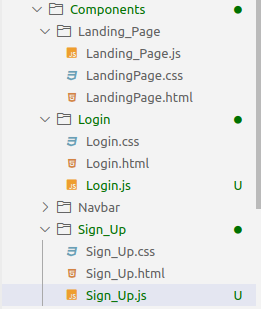 Components
Landing_Page
Landing_Page.js
LandingPage.css
LandingPage.html
Login
Login.css
Login.html
Login.js U
Navbar
Sign_Up
Sign_Up.css
Sign_Up.html
Sign_Up.js U